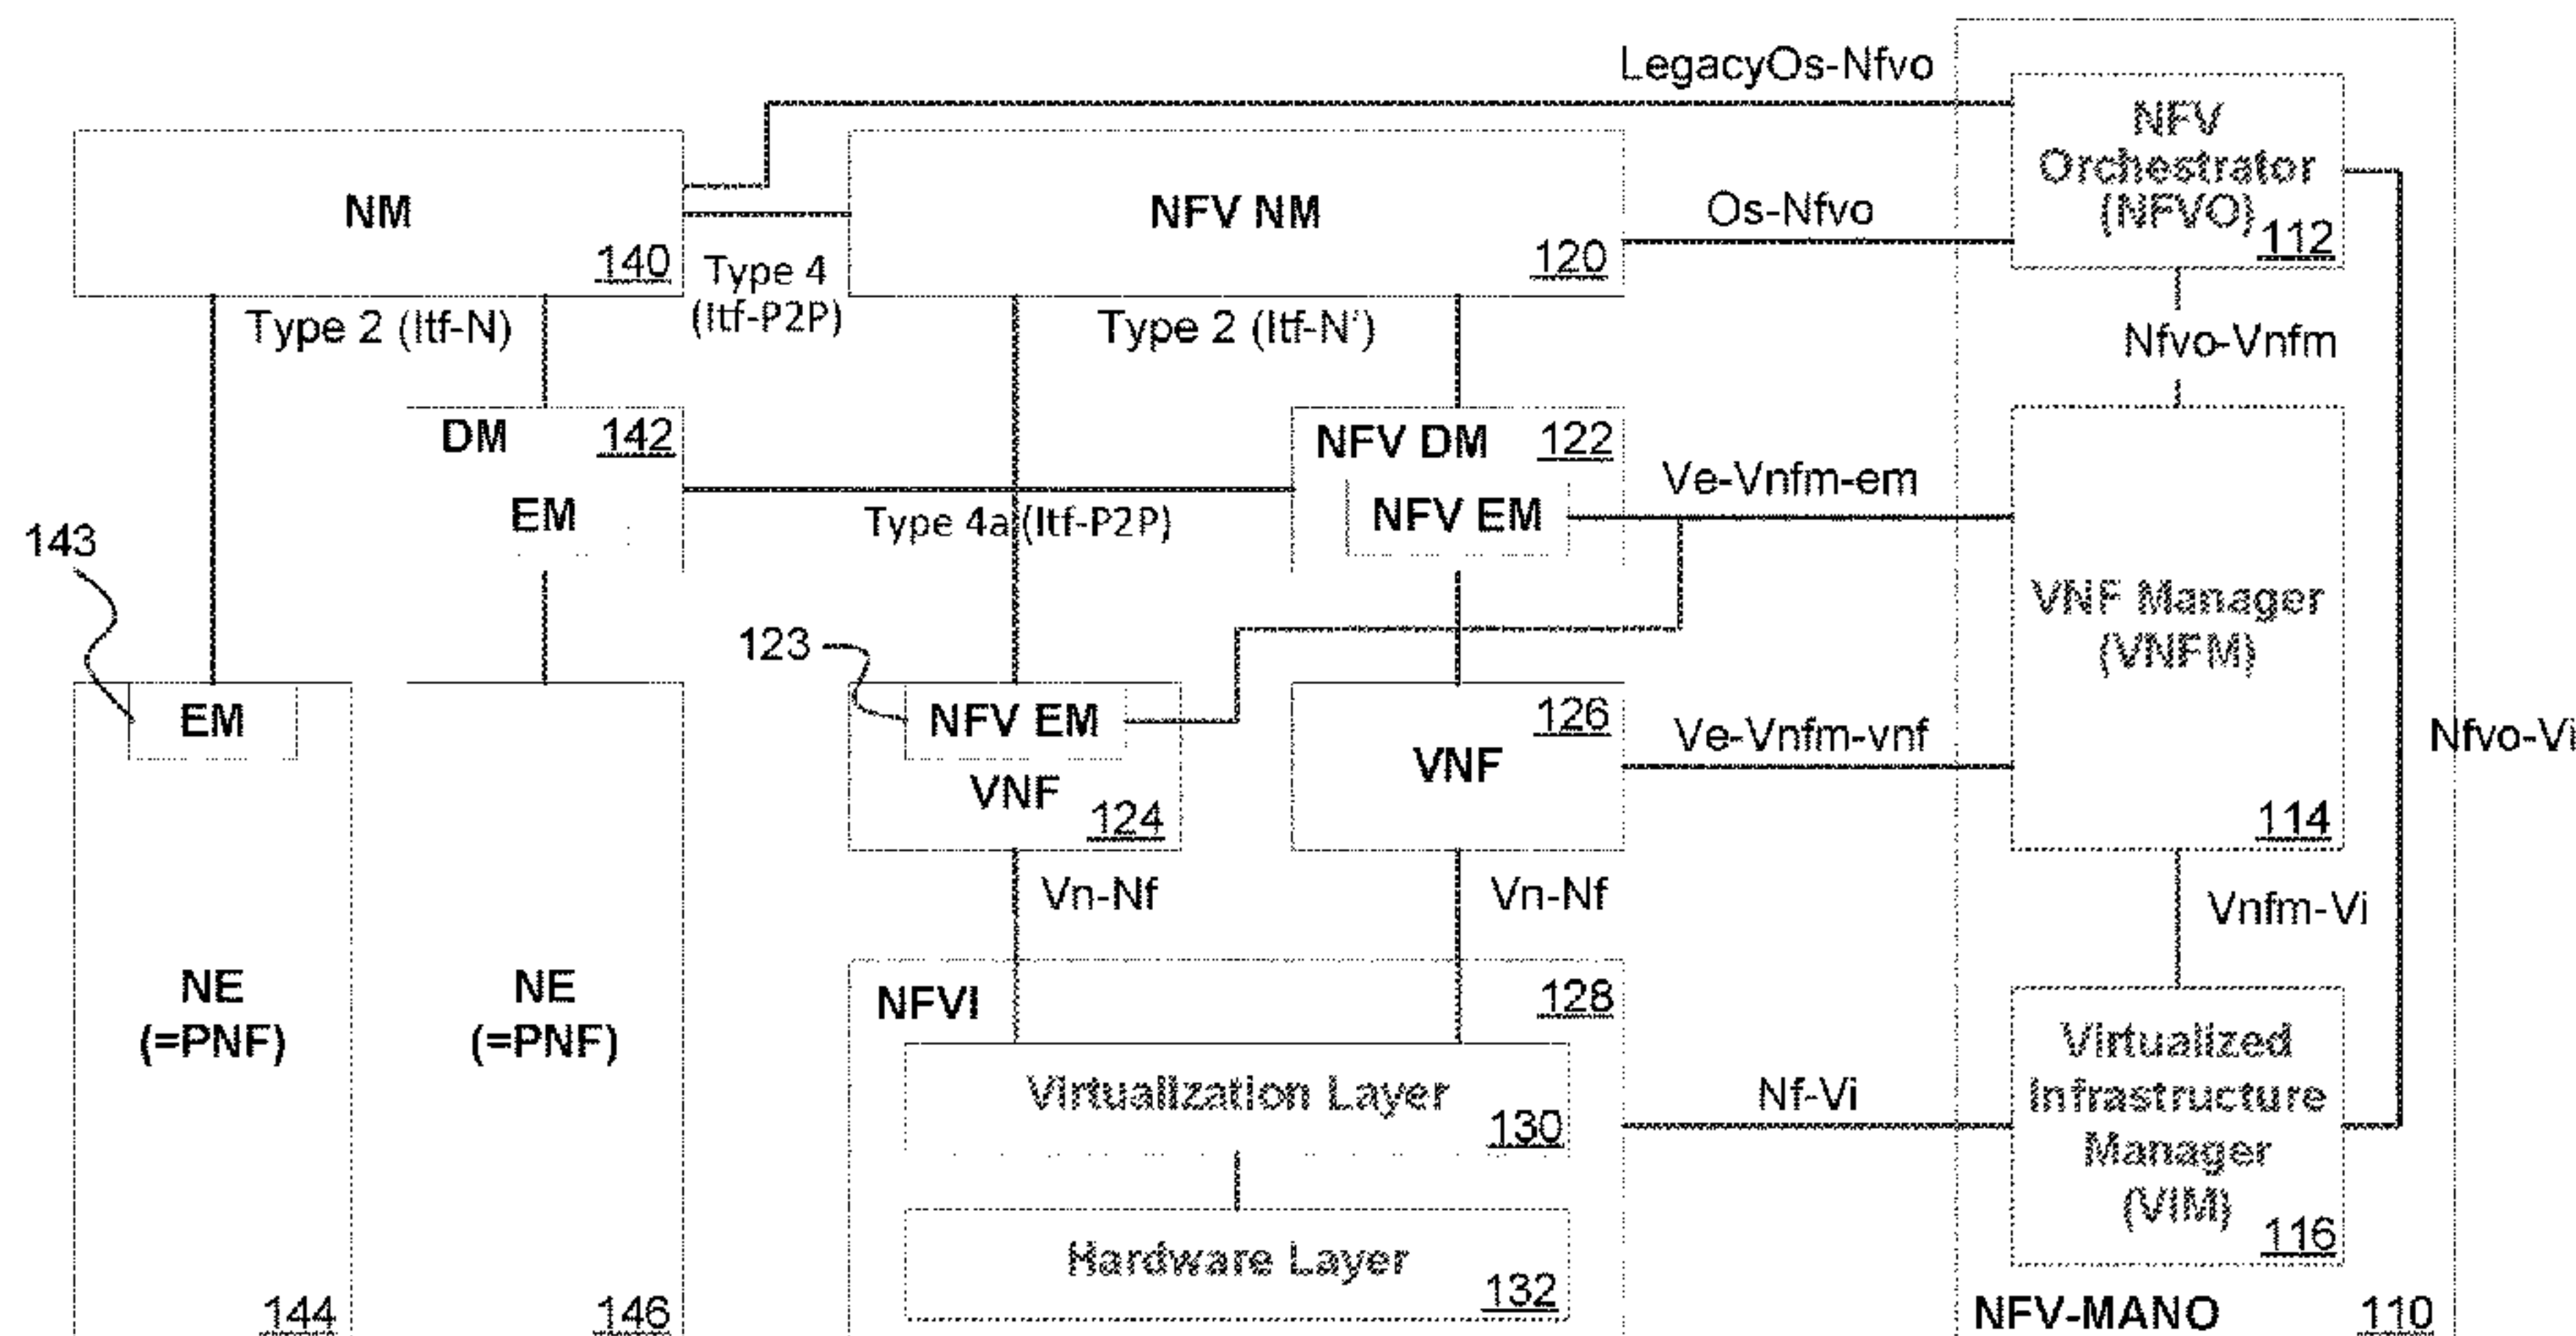 LegacyOs-Nfvo
NFV
Orchestrator
(NFVO)
112
NM
140
NFV NM
120
Os-Nfvo
Type 4
(Itf-P2P)
Type 2 (Itf-N)
Type 2 (Itf-N')
Nfvo-Vnfm
DM
142
EM
NFV DM
122
NFV EM
Type 4a (Itf-P2P)
Ve-Vnfm-em
143
123
VNF Manager
(VNFM)
114
EM
NFV EM
VNF
124
126
VNF
Ve-Vnfm-vnf
Nfvo-Vi
Vn-Nf
Vn-Nf
Vnfm-Vi
NE
(=PNF)
144
NE
(=PNF)
146
NFVI
128
Virtualization Layer
130
Nf-Vi
Virtualized
Infrastructure
Manager
(VIM)
116
Hardware Layer
132
NFV-MANO
110